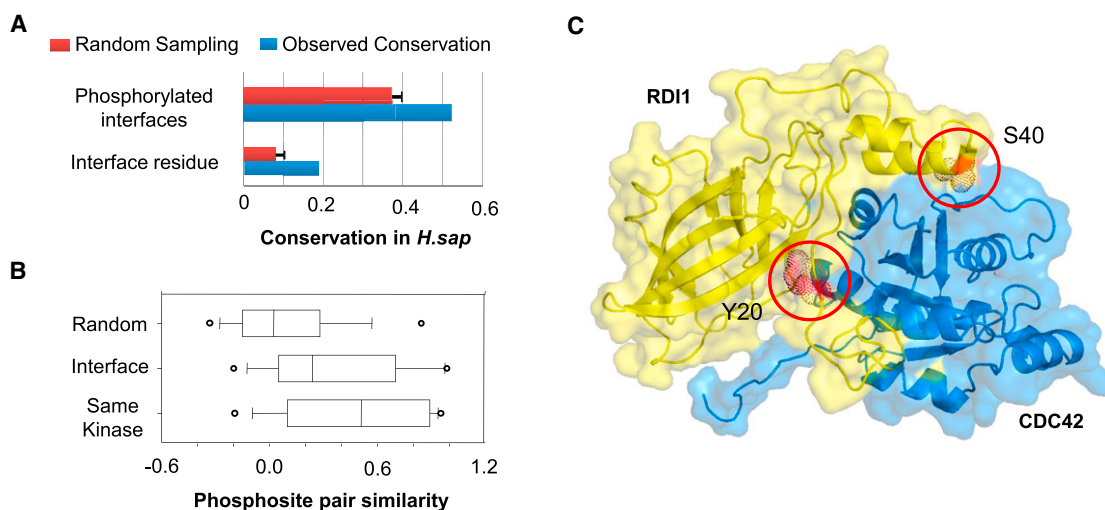 A
Random Sampling Observed Conservation
Phosphorylated
interfaces
Interface residue
0 0.2 0.4 0.6
Conservation in H.sap
B
Random
Interface
Same
Kinase
-0.6 0.0 0.6 1.2
Phosphosite pair similarity
C
RDI1
S40
Y20
CDC42